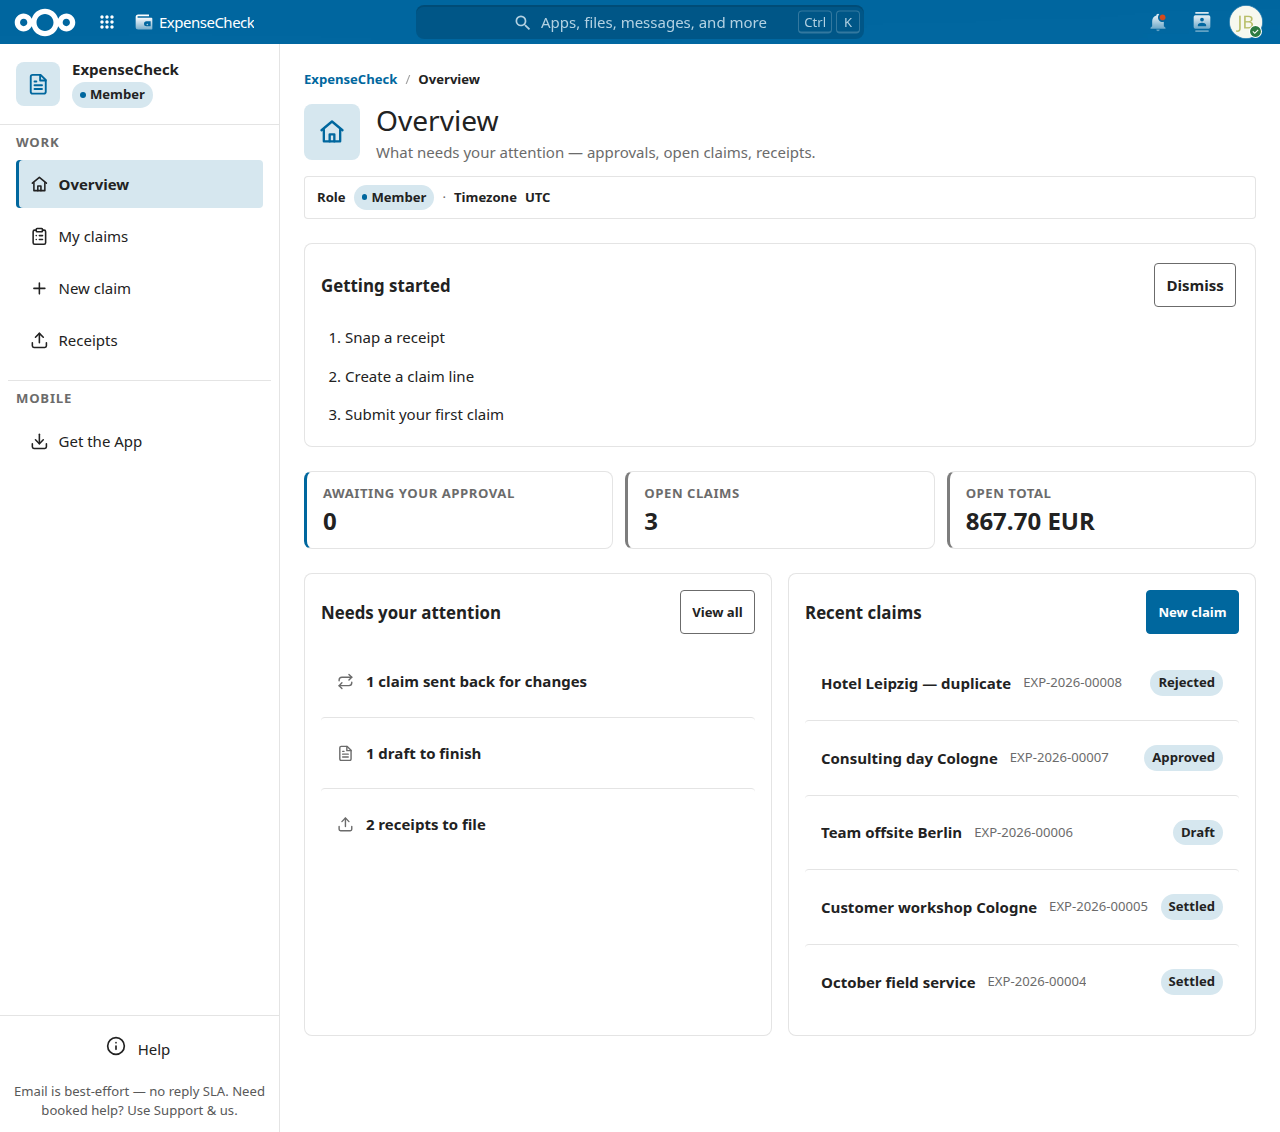 ExpenseCheck
Apps, files, messages, and more
Ctrl K
JB
ExpenseCheck
Member
WORK
Overview
My claims
New claim
Receipts
MOBILE
Get the App
Help
Email is best-effort — no reply SLA. Need
booked help? Use Support & us.
ExpenseCheck / Overview
Overview
What needs your attention — approvals, open claims, receipts.
Role Member · Timezone UTC
Getting started
Dismiss
1. Snap a receipt
2. Create a claim line
3. Submit your first claim
AWAITING YOUR APPROVAL
0
OPEN CLAIMS
3
OPEN TOTAL
867.70 EUR
Needs your attention
View all
1 claim sent back for changes
1 draft to finish
2 receipts to file
Recent claims
New claim
Hotel Leipzig — duplicate EXP-2026-00008 Rejected
Consulting day Cologne EXP-2026-00007 Approved
Team offsite Berlin EXP-2026-00006 Draft
Customer workshop Cologne EXP-2026-00005 Settled
October field service EXP-2026-00004 Settled